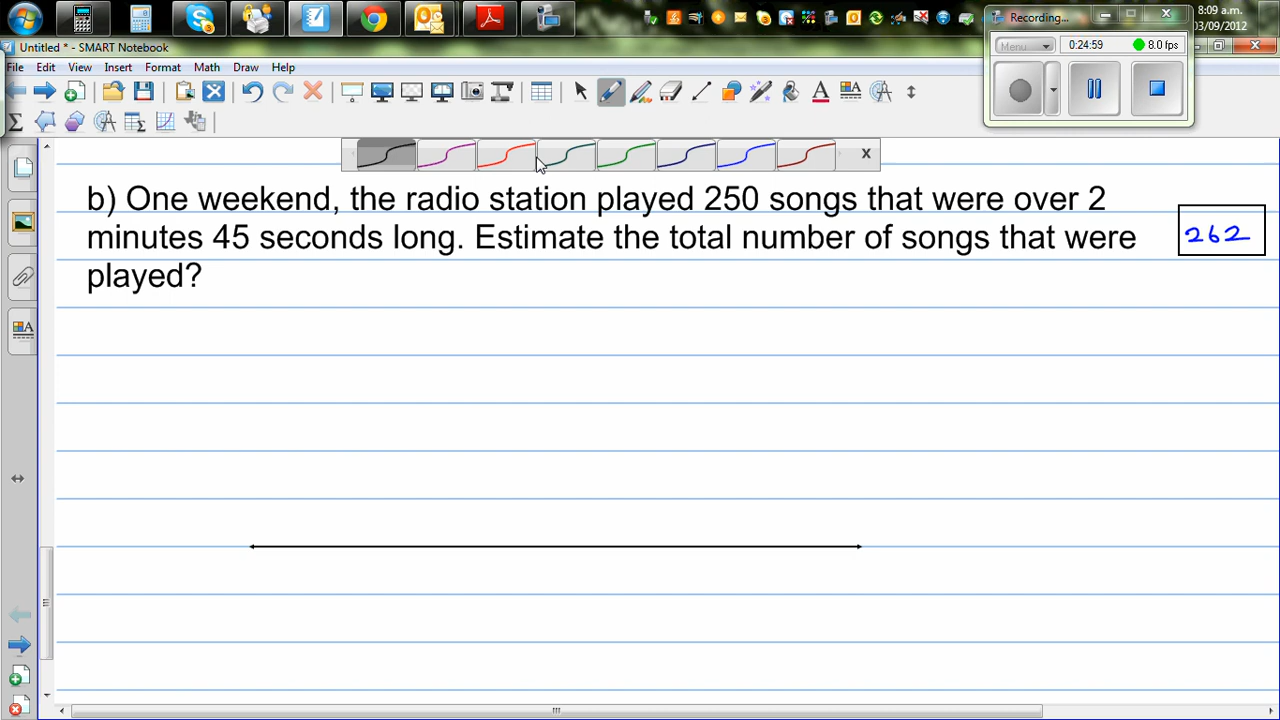 Recording...
8:09 a.m.
03/09/2012
Untitled * - SMART Notebook
Menu
0:24:59
8.0 fps
File Edit View Insert Format Math Draw Help
X
b) One weekend, the radio station played 250 songs that were over 2
minutes 45 seconds long. Estimate the total number of songs that were
played?
262